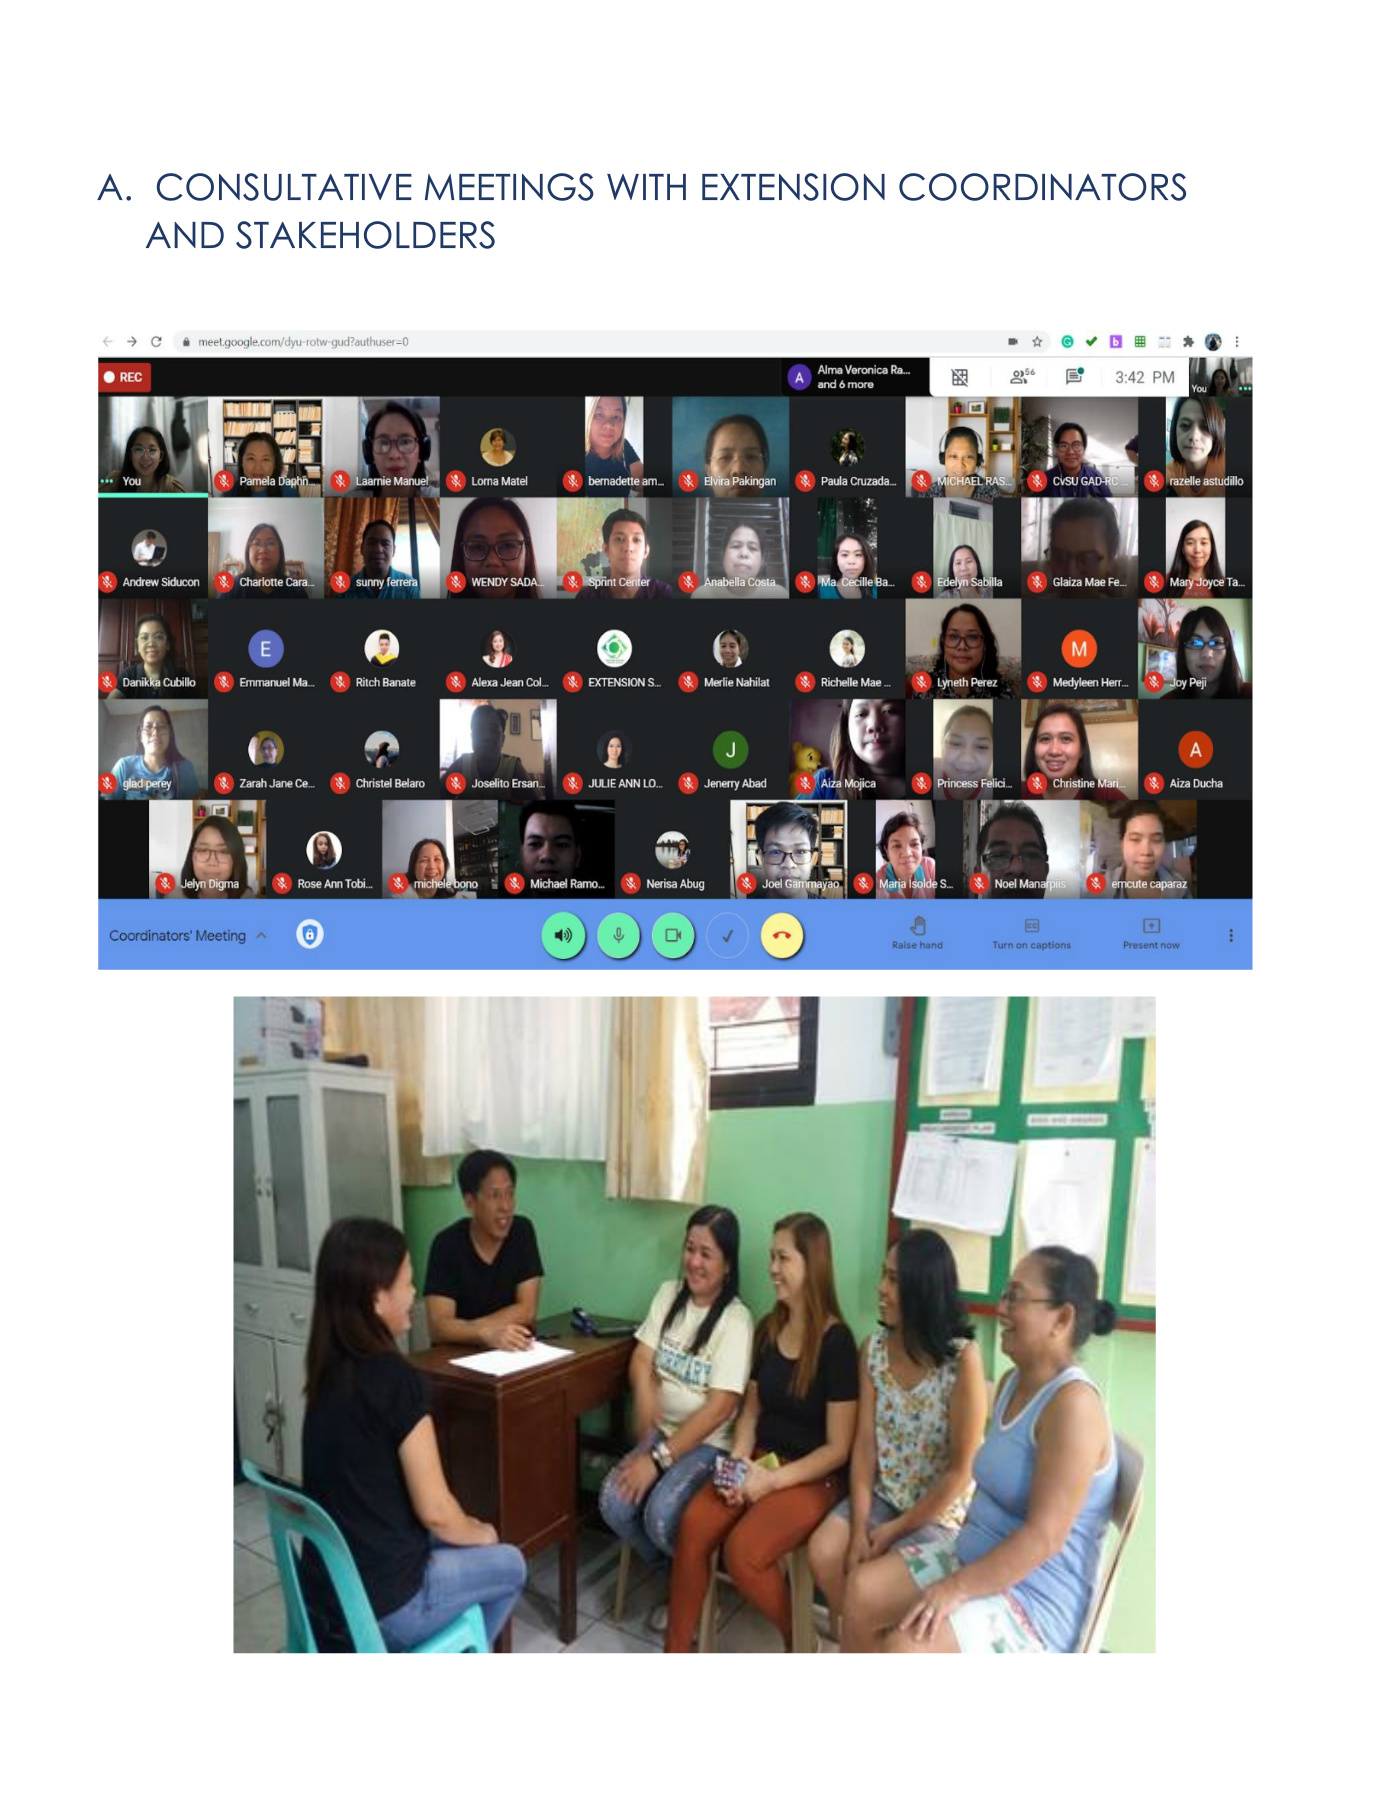 A. CONSULTATIVE MEETINGS WITH EXTENSION COORDINATORS
AND STAKEHOLDERS
meet.google.com/dyu-rotw-gud?authuser=0
REC
A
Alma Veronica Ra...
and 6 more
56
3:42 PM
You
You
Pamela Daphn...
Laarnie Manuel
Lorna Matel
bernadette am...
Elvira Pakingan
Paula Cruzada...
MICHAEL RAS...
CvSU GAD-RC ...
razelle astudillo
Andrew Siducon
Charlotte Cara...
sunny ferrera
WENDY SADA...
Sprint Center
Anabella Costa
Ma. Cecille Ba...
Edelyn Sabilla
Glaiza Mae Fe...
Mary Joyce Ta...
Danikka Cubillo
E
Emmanuel Ma...
Ritch Banate
Alexa Jean Col...
EXTENSION S...
Merlie Nahilat
Richelle Mae ...
Lyneth Perez
M
Medyleen Herr...
Joy Peji
glad perey
Zarah Jane Ce...
Christel Belaro
Joselito Ersan...
JULIE ANN LO...
J
Jenerry Abad
Aiza Mojica
Princess Felici...
Christine Mari...
A
Aiza Ducha
Jelyn Digma
Rose Ann Tobi...
michele bono
Michael Ramo...
Nerisa Abug
Joel Gammayao
Maria Isolde S...
Noel Manarpiis
emcute caparaz
Coordinators' Meeting
Raise hand
Turn on captions
Present now